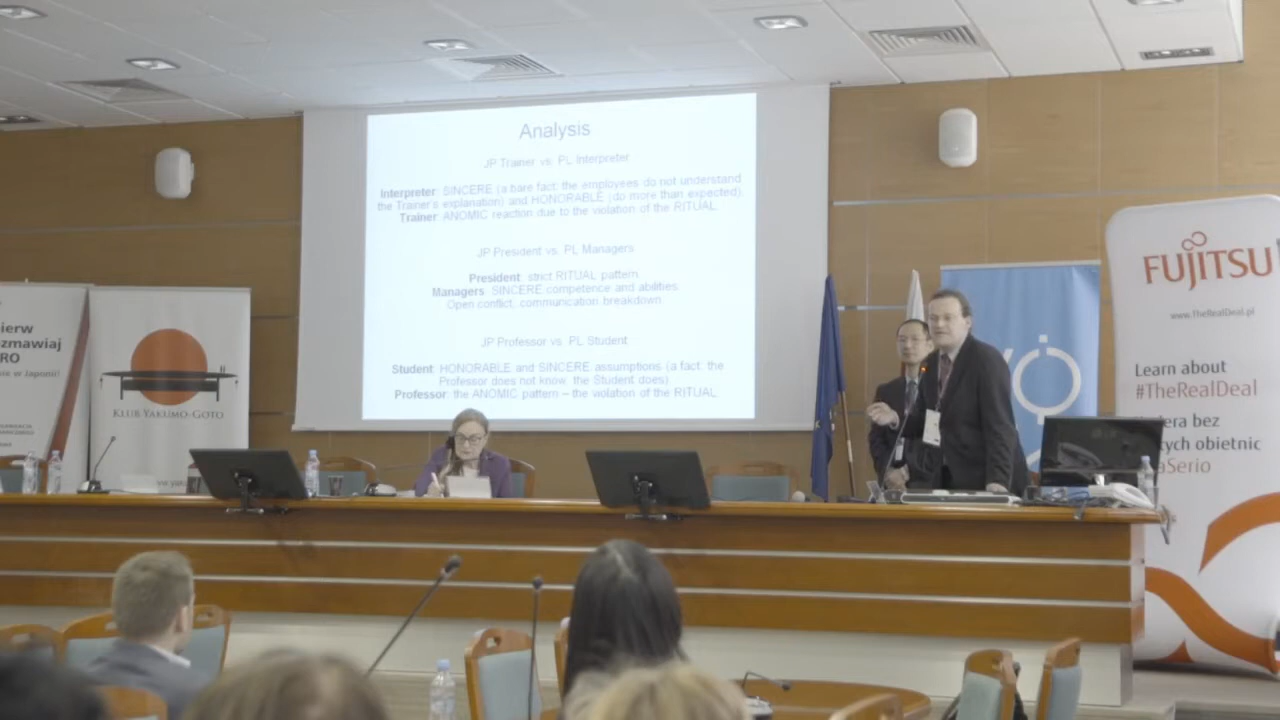 Analysis
JP Trainer vs. PL Interpreter
Interpreter: SINCERE (a bare fact: the employees do not understand
the Trainer's explanation) and HONORABLE (do more than expected).
Trainer: ANOMIC reaction due to the violation of the RITUAL.
JP President vs. PL Managers
President: strict RITUAL pattern.
Managers: SINCERE competence and abilities.
Open conflict, communication breakdown.
JP Professor vs. PL Student
Student: HONORABLE and SINCERE assumptions (a fact: the
Professor does not know, the Student does)
Professor: the ANOMIC pattern – the violation of the RITUAL.
KLUB YAKUMO-GOTO
FUJITSU
www.TheRealDeal.pl
Learn about
#TheRealDeal
bez
obietnic
aSerio